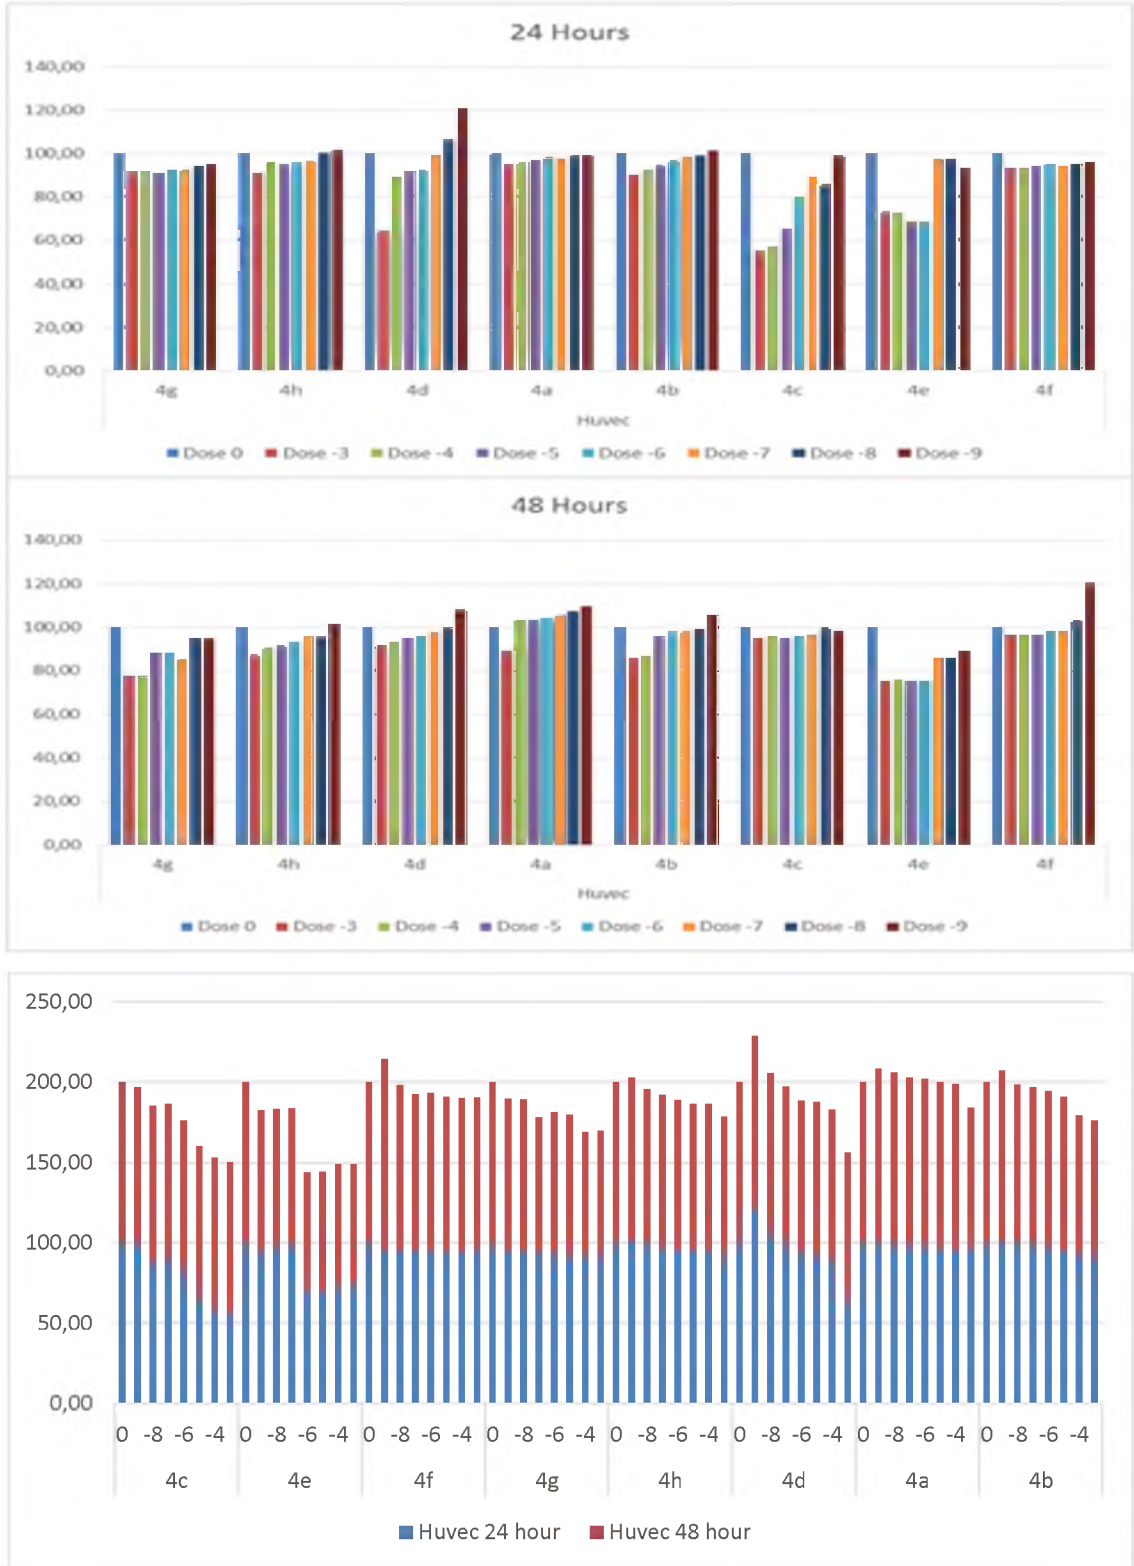 24 Hours
140,00
120,00
100,00
80,00
60,00
40,00
20,00
0,00
4g 4h 4d 4a 4b 4c 4e 4f
Huvec
Dose 0 Dose -3 Dose -4 Dose -5 Dose -6 Dose -7 Dose -8 Dose -9
48 Hours
140,00
120,00
100,00
80,00
60,00
40,00
20,00
0,00
4g 4h 4d 4a 4b 4c 4e 4f
Huvec
Dose 0 Dose -3 Dose -4 Dose -5 Dose -6 Dose -7 Dose -8 Dose -9
250,00
200,00
150,00
100,00
50,00
0,00
0 -8 -6 -4 0 -8 -6 -4 0 -8 -6 -4 0 -8 -6 -4 0 -8 -6 -4 0 -8 -6 -4 0 -8 -6 -4 0 -8 -6 -4
4c 4e 4f 4g 4h 4d 4a 4b
Huvec 24 hour Huvec 48 hour